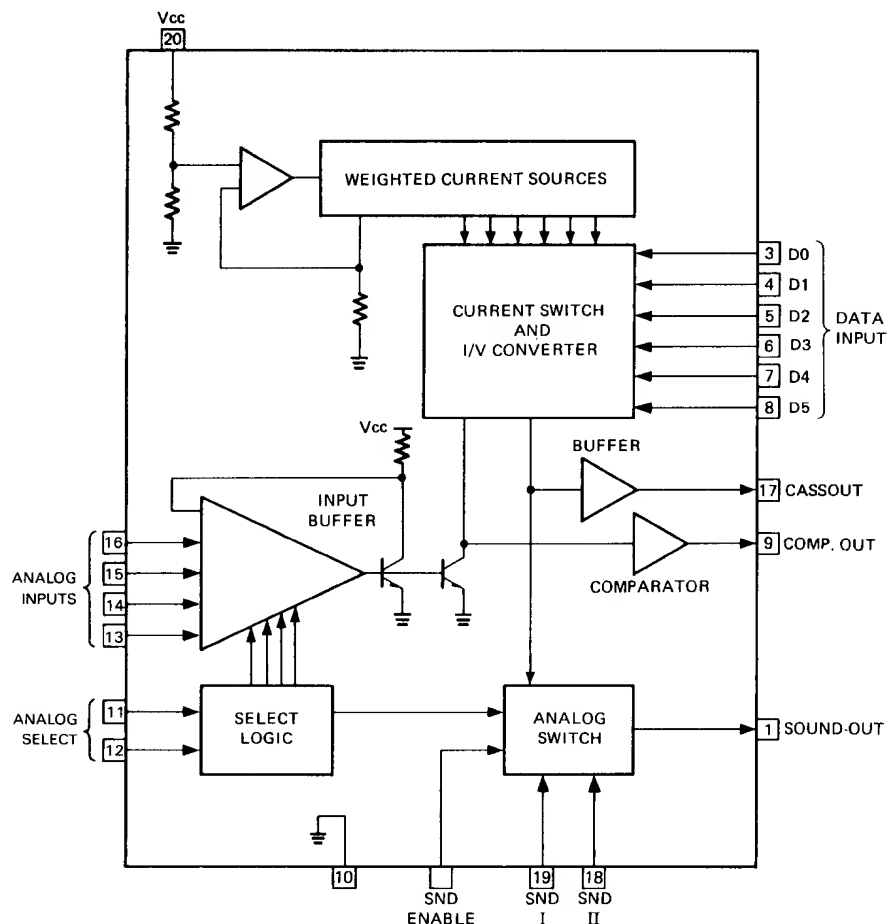 Vcc
20
WEIGHTED CURRENT SOURCES
CURRENT SWITCH
AND
I/V CONVERTER
3 D0
4 D1
5 D2
6 D3
7 D4
8 D5
DATA
INPUT
Vcc
INPUT
BUFFER
BUFFER
17 CASSOUT
9 COMP. OUT
COMPARATOR
ANALOG
INPUTS
16
15
14
13
ANALOG
SELECT
11
12
SELECT
LOGIC
ANALOG
SWITCH
1 SOUND-OUT
10
SND
ENABLE
19
SND
I
18
SND
II